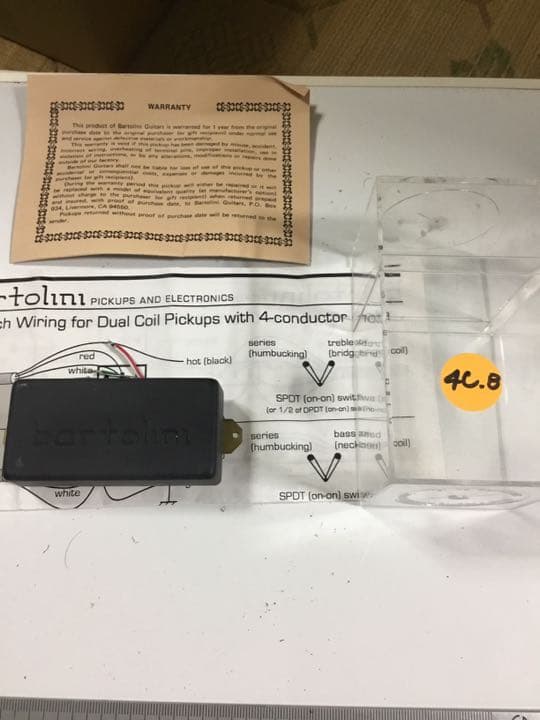 WARRANTY
This product of Bartolini Guitars is warranted for 1 year from the original
purchase date to the original purchaser (or gift recipient) under normal use
and service against defective materials or workmanship.
This warranty is void if this pickup has been damaged by misuse, accident,
incorrect wiring, overheating of terminal pins, improper installation, use in
violation of instructions, or by any alterations, modifications or repairs done
outside of our factory.
Bartolini Guitars shall not be liable for loss of use of this pickup or other
accidental or consequential costs, expenses or damages incurred by the
purchaser (or gift recipient).
During the warranty period this pickup will either be repaired or it will
be replaced with a model of equivalent quality (at manufacturer's option)
without charge to the purchaser (or gift recipient) when returned prepaid
and insured, with proof of purchase date, to Bartolini Guitars, P.O. Box
934, Livermore, CA 94550.
Pickups returned without proof of purchase date will be returned to the
sender.
rtolini PICKUPS AND ELECTRONICS
ch Wiring for Dual Coil Pickups with 4-conductor
red
white
hot (black)
series
(humbucking)
treble
(bridge
coil)
SPDT (on-on) switch
(or 1/2 of DPDT (on-on)
series
(humbucking)
bass
(neck
coil)
SPDT (on-on)
white
bartolini
4C.B